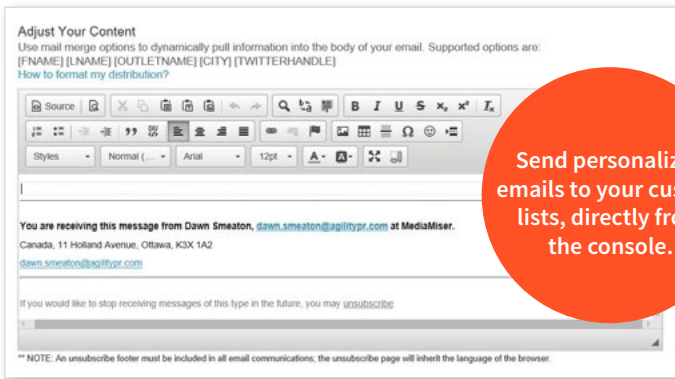 Adjust Your Content
Use mail merge options to dynamically pull information into the body of your email. Supported options are:
[FNAME] [LNAME] [OUTLETNAME] [CITY] [TWITTERHANDLE]
How to format my distribution?
Source
B I U S x₂ x² Tx
Styles Normal (... Arial 12pt A A
You are receiving this message from Dawn Smeaton, dawn.smeaton@agilitypr.com at MediaMiser.
Canada, 11 Holland Avenue, Ottawa, K3X 1A2
dawn.smeaton@agilitypr.com
If you would like to stop receiving messages of this type in the future, you may unsubscribe
** NOTE: An unsubscribe footer must be included in all email communications; the unsubscribe page will inherit the language of the browser.
Send personaliz
emails to your cus
lists, directly fro
the console.